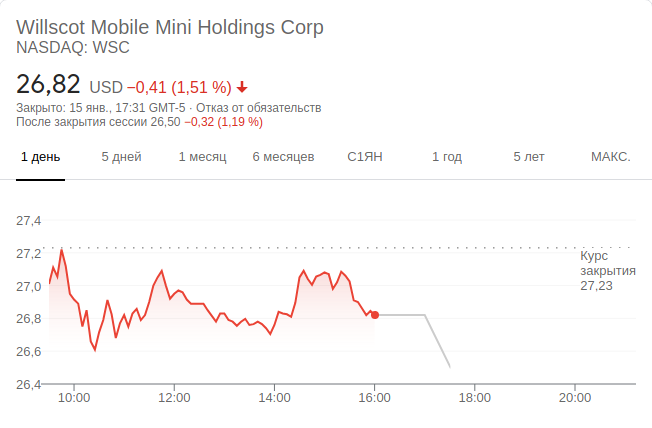 Willscot Mobile Mini Holdings Corp
NASDAQ: WSC
26,82 USD −0,41 (1,51 %)
Закрыто: 15 янв., 17:31 GMT-5 · Отказ от обязательств
После закрытия сессии 26,50 −0,32 (1,19 %)
1 день 5 дней 1 месяц 6 месяцев С1ЯН 1 год 5 лет МАКС.
27,4
27,2
27,0
26,8
26,6
26,4
Курс
закрытия
27,23
10:00 12:00 14:00 16:00 18:00 20:00